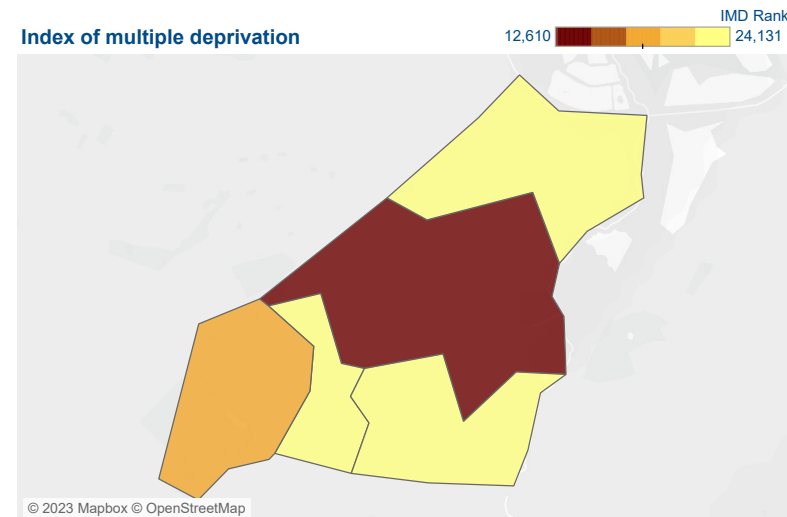 IMD Rank
Index of multiple deprivation
12,610
24,131
© 2023 Mapbox © OpenStreetMap